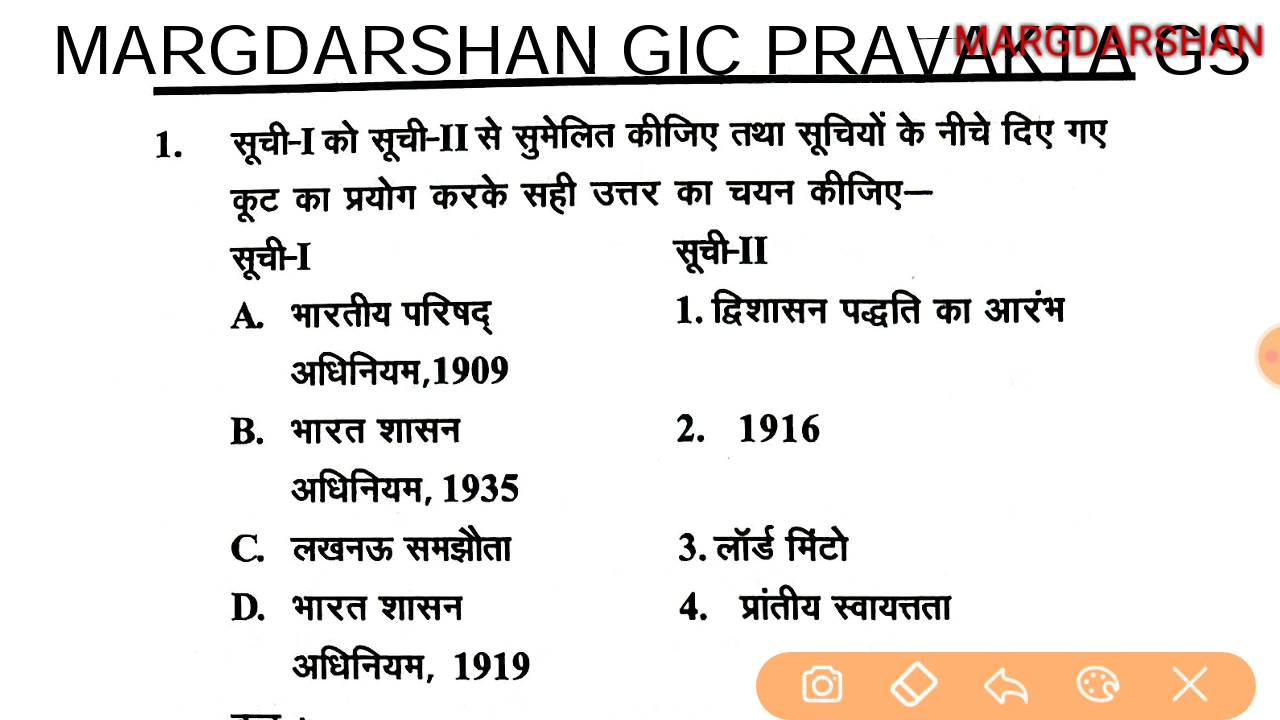 MARGDARSHAN GIC PRAVAKTA GS
MARGDARSHAN
1. सूची-I को सूची-II से सुमेलित कीजिए तथा सूचियों के नीचे दिए गए
कूट का प्रयोग करके सही उत्तर का चयन कीजिए—
सूची-I सूची-II
A. भारतीय परिषद् 1. द्विशासन पद्धति का आरंभ
अधिनियम,1909
B. भारत शासन 2. 1916
अधिनियम, 1935
C. लखनऊ समझौता 3. लॉर्ड मिंटो
D. भारत शासन 4. प्रांतीय स्वायत्तता
अधिनियम, 1919